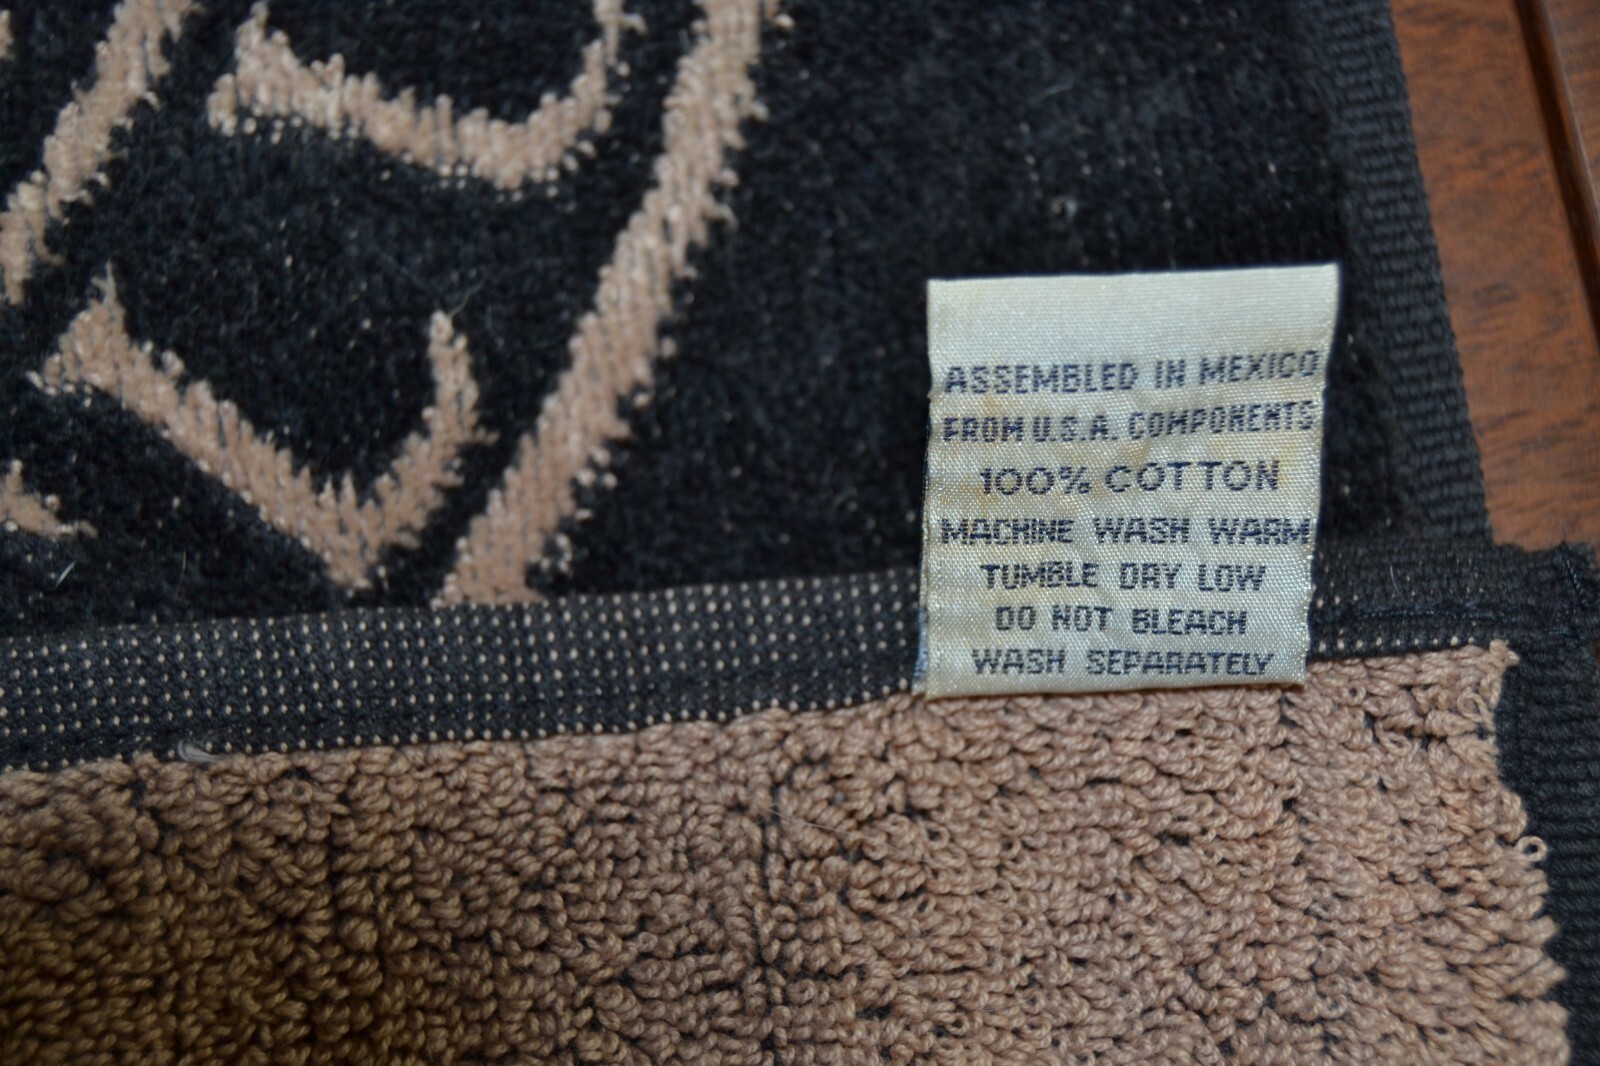 ASSEMBLED IN MEXICO
FROM U.S.A. COMPONENTS
100% COTTON
MACHINE WASH WARM
TUMBLE DRY LOW
DO NOT BLEACH
WASH SEPARATELY